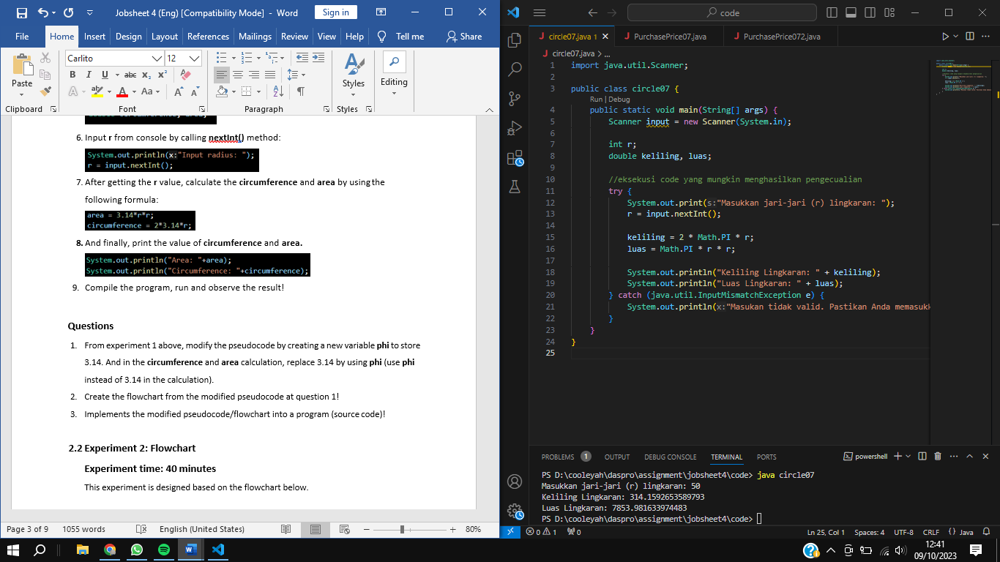 Jobsheet 4 (Eng) [Compatibility Mode] - Word
Sign in
File Home Insert Design Layout References Mailings Review View Help Tell me Share
Paste
Carlito 12
B I U abc x2 x2
A ab A Aa A A
Styles
Editing
Clipboard Font Paragraph Styles
6. Input r from console by calling nextInt() method:
System.out.println(x:"Input radius: ");
r = input.nextInt();
7. After getting the r value, calculate the circumference and area by using the
following formula:
area = 3.14*r*r;
circumference = 2*3.14*r;
8. And finally, print the value of circumference and area.
System.out.println("Area: "+area);
System.out.println("Circumference: "+circumference);
9. Compile the program, run and observe the result!
Questions
1. From experiment 1 above, modify the pseudocode by creating a new variable phi to store
3.14. And in the circumference and area calculation, replace 3.14 by using phi (use phi
instead of 3.14 in the calculation).
2. Create the flowchart from the modified pseudocode at question 1!
3. Implements the modified pseudocode/flowchart into a program (source code)!
2.2 Experiment 2: Flowchart
Experiment time: 40 minutes
This experiment is designed based on the flowchart below.
Page 3 of 9 1055 words English (United States) 80%
code
circle07.java 1 PurchasePrice07.java PurchasePrice072.java
circle07.java > ...
1 import java.util.Scanner;
2
3 public class circle07 {
Run | Debug
4 public static void main(String[] args) {
5 Scanner input = new Scanner(System.in);
6
7 int r;
8 double keliling, luas;
9
10 //eksekusi code yang mungkin menghasilkan pengecualian
11 try {
12 System.out.print(s:"Masukkan jari-jari (r) lingkaran: ");
13 r = input.nextInt();
14
15 keliling = 2 * Math.PI * r;
16 luas = Math.PI * r * r;
17
18 System.out.println("Keliling Lingkaran: " + keliling);
19 System.out.println("Luas Lingkaran: " + luas);
20 } catch (java.util.InputMismatchException e) {
21 System.out.println(x:"Masukan tidak valid. Pastikan Anda memasukk
22 }
23 }
24 }
25
PROBLEMS 1 OUTPUT DEBUG CONSOLE TERMINAL PORTS powershell
PS D:\cooleyah\daspro\assignment\jobsheet4\code> java circle07
Masukkan jari-jari (r) lingkaran: 50
Keliling Lingkaran: 314.1592653589793
Luas Lingkaran: 7853.981633974483
PS D:\cooleyah\daspro\assignment\jobsheet4\code>
0 1 0 Ln 25, Col 1 Spaces: 4 UTF-8 CRLF {} Java
12:41
09/10/2023